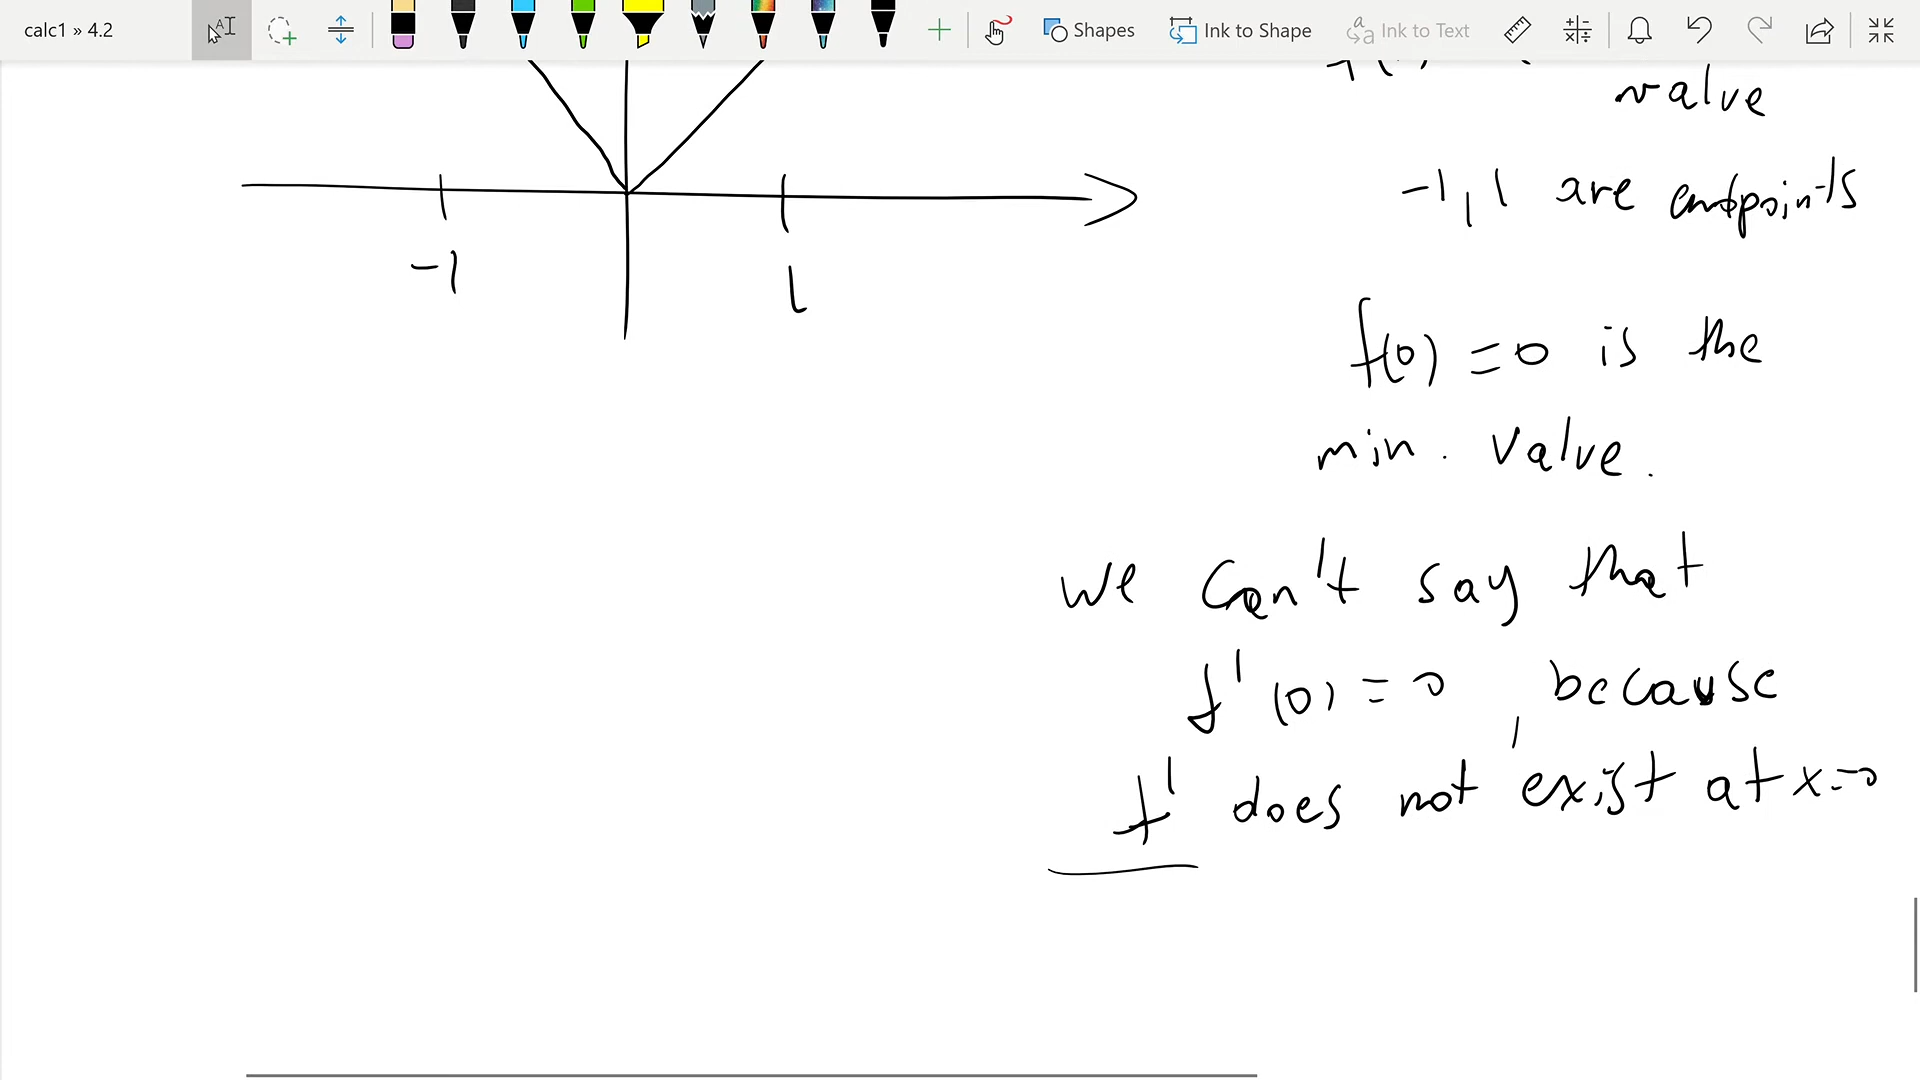 calc1 » 4.2
Shapes
Ink to Shape
Ink to Text
value
-1, 1 are endpoints
-1
1
f(0) = 0 is the
min. value.
we can't say that
f'(0) = 0, because
f' does not exist at x=0